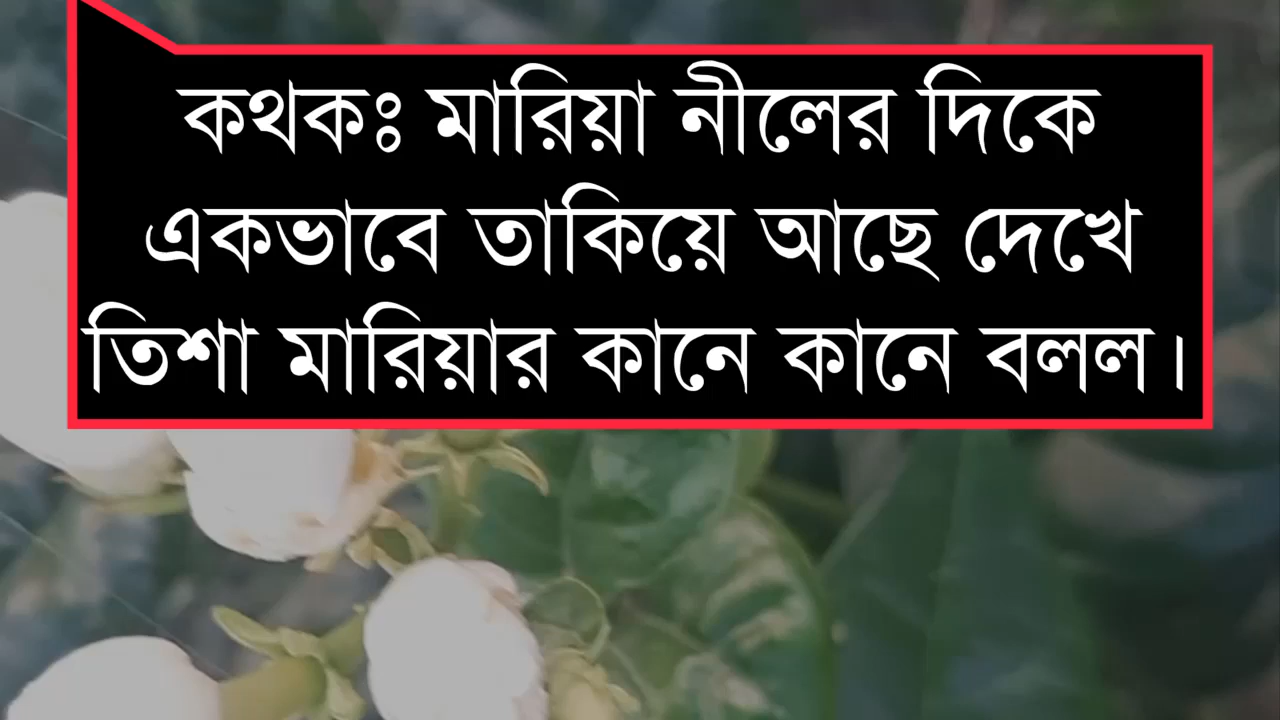 কথকঃ মারিয়া নীলের দিকে
একভাবে তাকিয়ে আছে দেখে
তিশা মারিয়ার কানে কানে বলল।